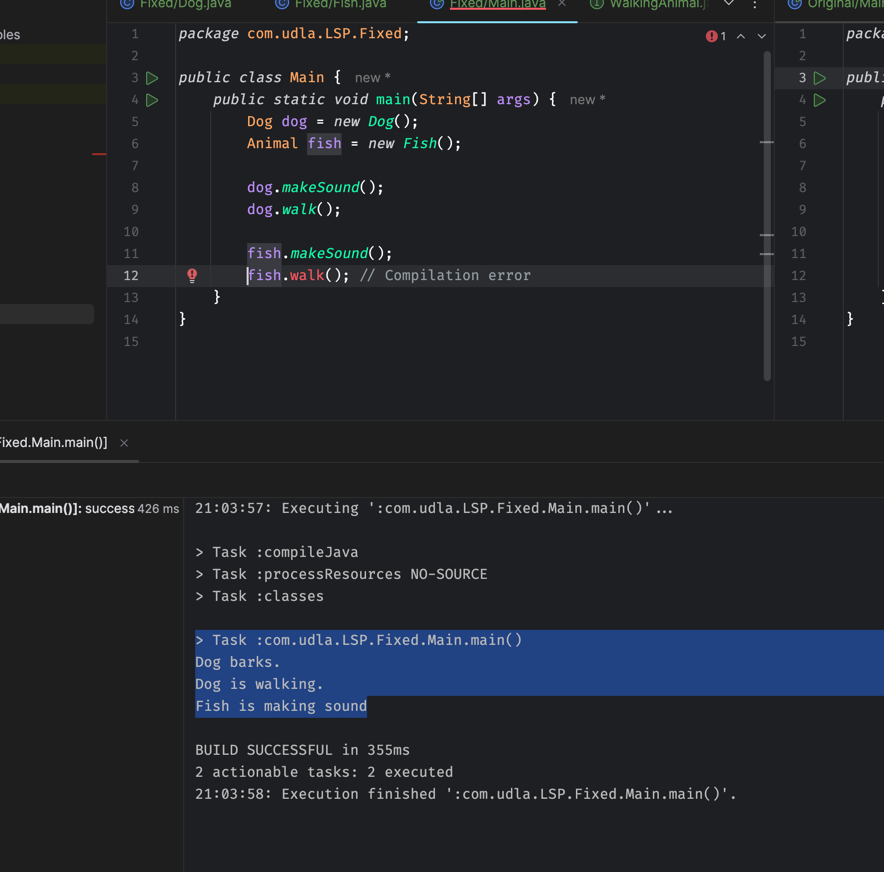 Fixed/Dog.java Fixed/Fish.java Fixed/Main.java WalkingAnimal.j Original/Mai
ples
1 package com.udla.LSP.Fixed; 1
2
3 public class Main { new *
4 public static void main(String[] args) { new *
5 Dog dog = new Dog();
6 Animal fish = new Fish();
7
8 dog.makeSound();
9 dog.walk();
10
11 fish.makeSound();
12 fish.walk(); // Compilation error
13 }
14 }
15
1 packa
2
3 publi
4
5
6
7
8
9
10
11
12
13
14 }
15
Fixed.Main.main()]
Main.main()]: success 426 ms
21:03:57: Executing ':com.udla.LSP.Fixed.Main.main()'...
> Task :compileJava
> Task :processResources NO-SOURCE
> Task :classes
> Task :com.udla.LSP.Fixed.Main.main()
Dog barks.
Dog is walking.
Fish is making sound
BUILD SUCCESSFUL in 355ms
2 actionable tasks: 2 executed
21:03:58: Execution finished ':com.udla.LSP.Fixed.Main.main()'.